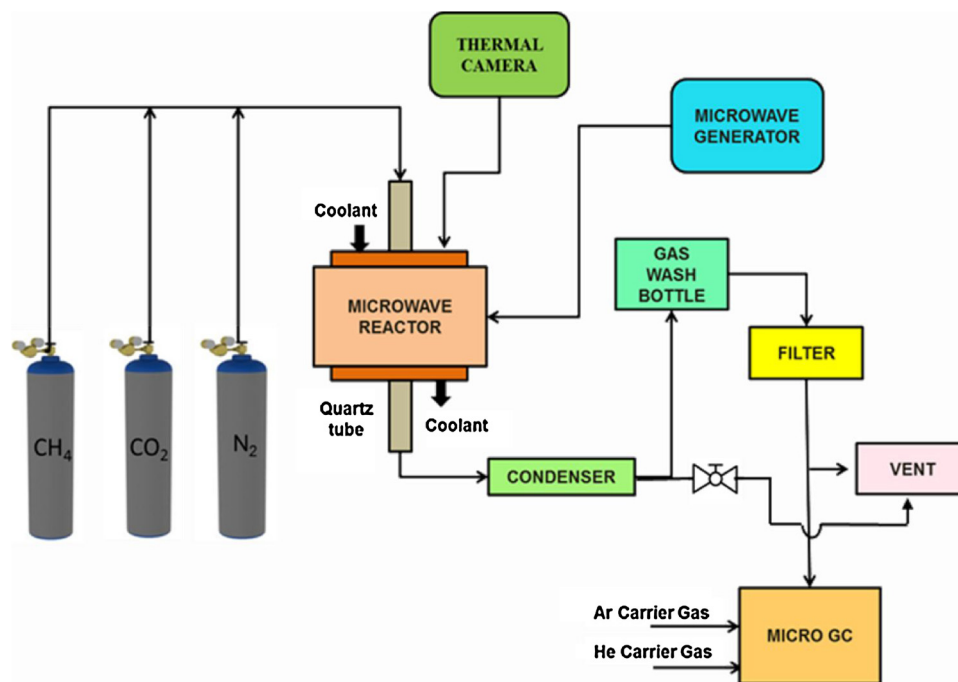 THERMAL
CAMERA
MICROWAVE
GENERATOR
Coolant
GAS
WASH
BOTTLE
MICROWAVE
REACTOR
FILTER
Quartz
tube
Coolant
CH₄
CO₂
N₂
CONDENSER
VENT
Ar Carrier Gas
He Carrier Gas
MICRO GC